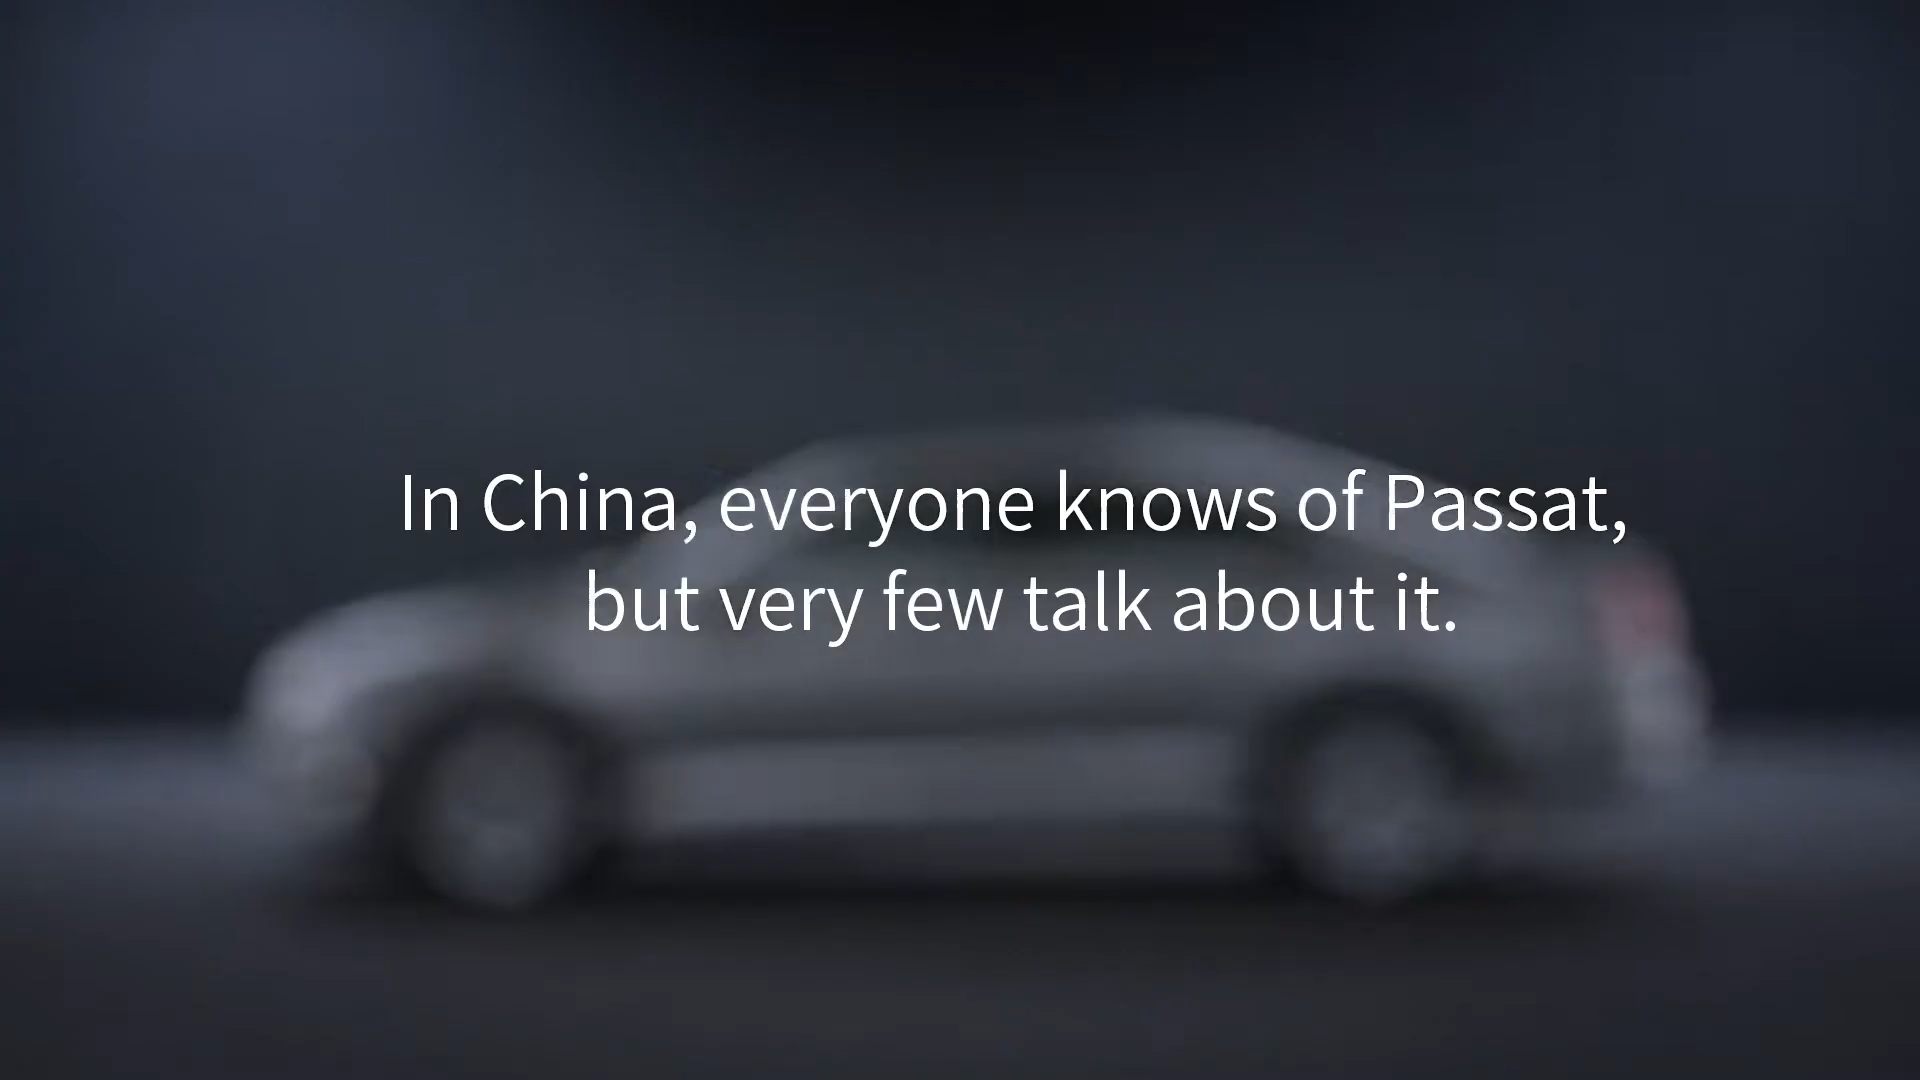 In China, everyone knows of Passat,
but very few talk about it.